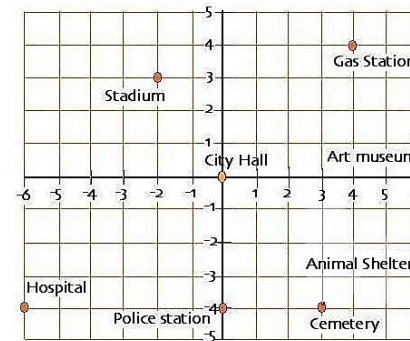 5
4
Gas Station
3
Stadium
2
1
City Hall
Art museum
-6 -5 -4 -3 -2 -1 1 2 3 4 5
-1
-2
Animal Shelter
-3
Hospital
-4
Police station
Cemetery
-5